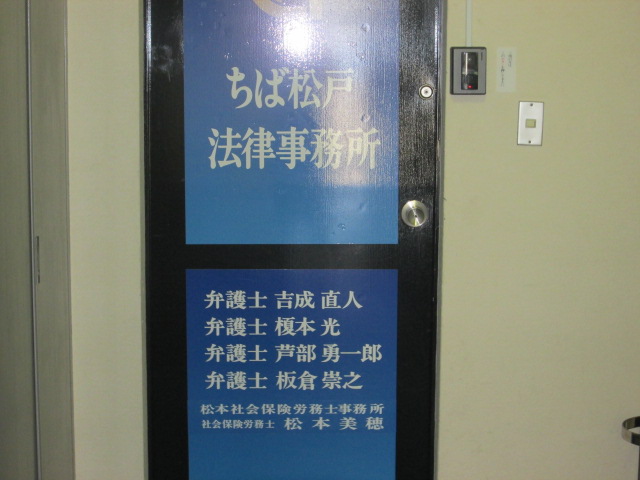 ちば松戸
法律事務所
弁護士 吉成 直人
弁護士 榎本 光
弁護士 芦部 勇一郎
弁護士 板倉 崇之
松本社会保険労務士事務所
社会保険労務士 松本美穂